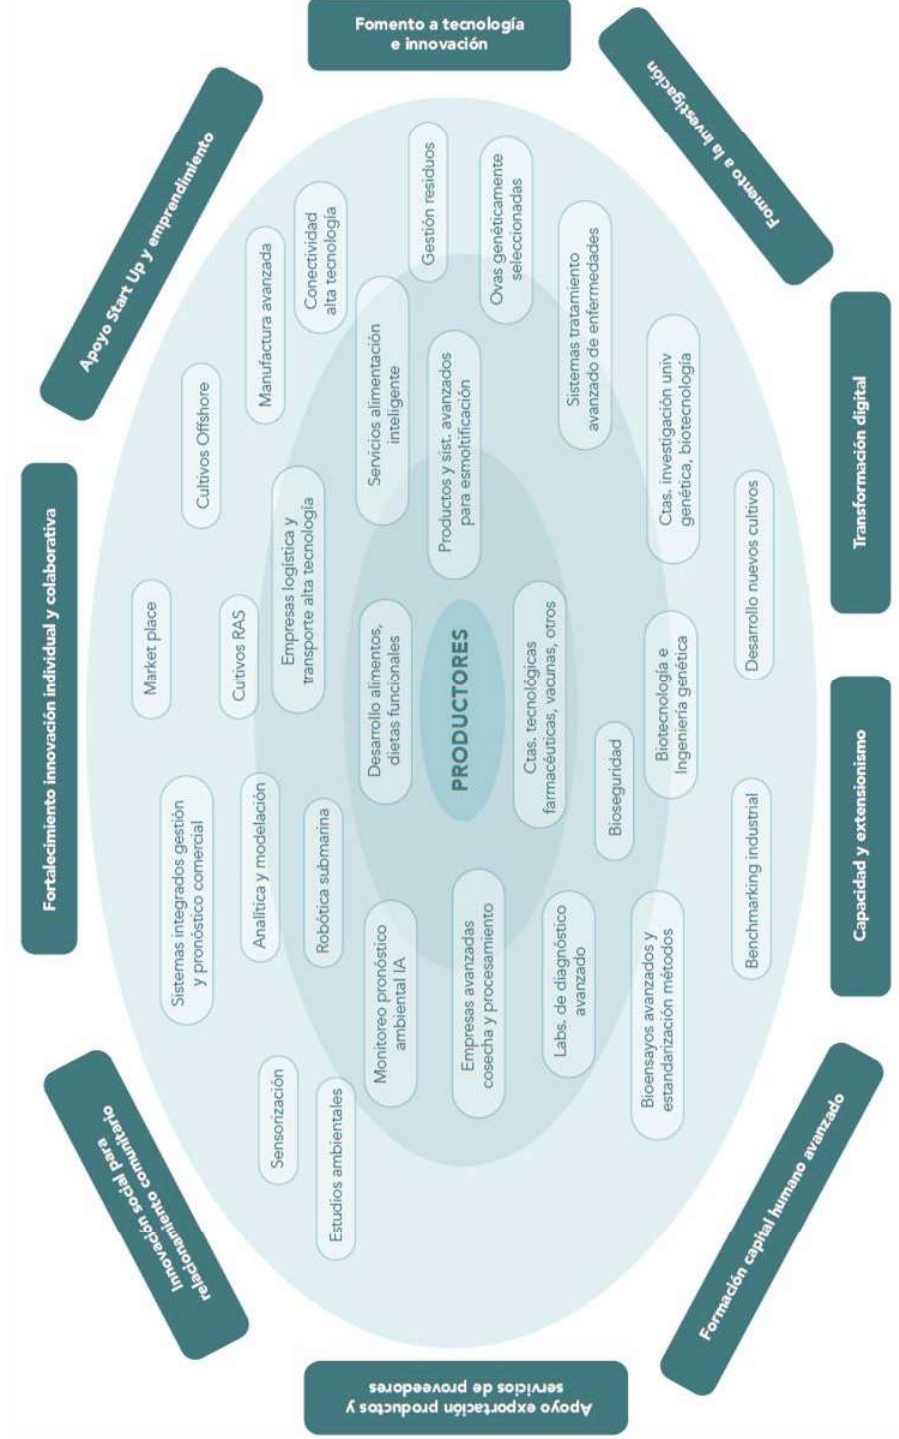 Fomento a tecnología
e innovación
Fomento a la investigación
Transformación digital
Capacidad y extensionismo
Formación capital humano avanzado
Apoyo exportación productos y
servicios de proveedores
Innovación social para
relacionamiento comunitario
Fortalecimiento innovación individual y colaborativa
Apoyo Start Up y emprendimiento
Market place
Cultivos Offshore
Sistemas integrados gestión
y pronóstico comercial
Cutivos RAS
Manufactura avanzada
Analítica y modelación
Sensorización
Empresas logística y
transporte alta tecnología
Conectividad
alta tecnología
Robótica submarina
Estudios ambientales
Servicios alimentación
inteligente
Desarrollo alimentos,
dietas funcionales
Monitoreo pronóstico
ambiental IA
Gestión residuos
Productos y sist. avanzados
para esmoltificación
PRODUCTORES
Empresas avanzadas
cosecha y procesamiento
Ovas genéticamente
seleccionadas
Ctas. tecnológicas
farmacéuticas, vacunas, otros
Labs. de diagnóstico
avanzado
Sistemas tratamiento
avanzado de enfermedades
Bioseguridad
Ctas. investigación univ
genética, biotecnología
Biotecnología e
Ingeniería genética
Bioensayos avanzados y
estandarización métodos
Desarrollo nuevos cultivos
Benchmarking industrial